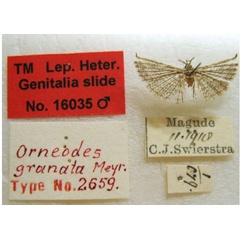 TM Lep. Heter.
Genitalia slide
No. 16035 ♂
Orneodes
granata Meyr.
Type No. 2659.
Magude
C.J. Swierstra